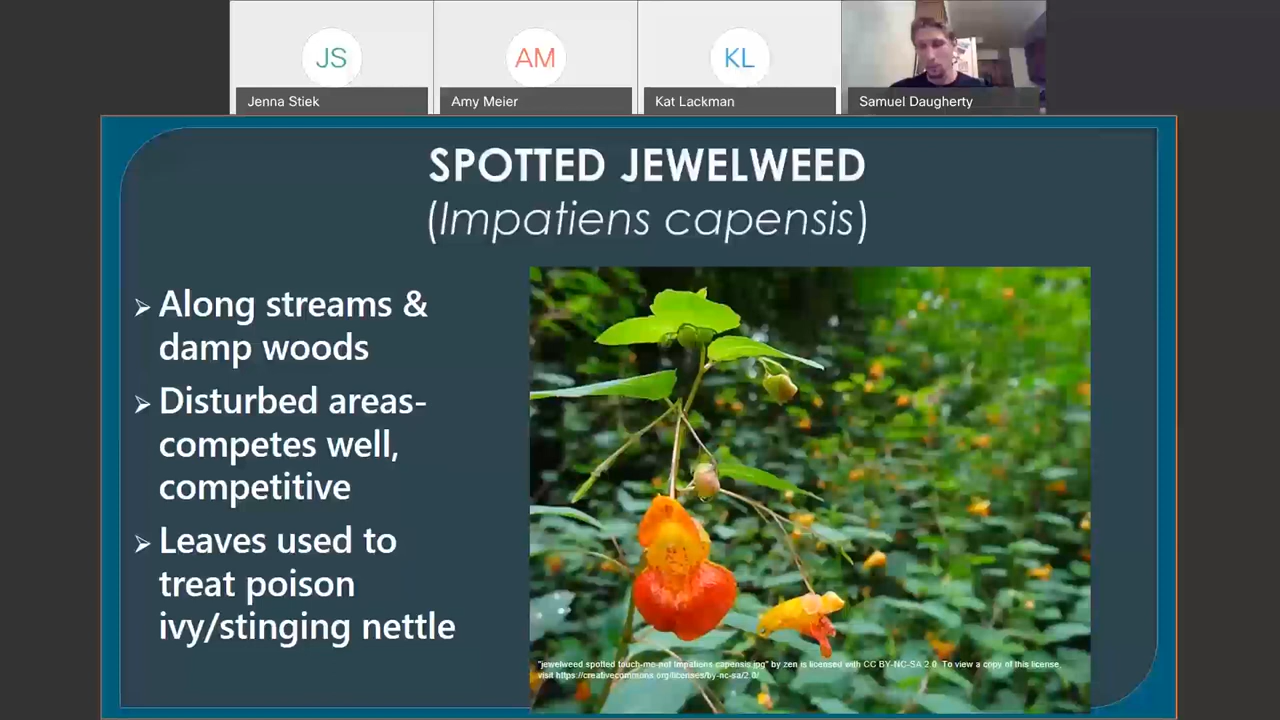 JS
AM
KL
Jenna Stiek
Amy Meier
Kat Lackman
Samuel Daugherty
SPOTTED JEWELWEED
(Impatiens capensis)
➢ Along streams &
damp woods
➢ Disturbed areas-
competes well,
competitive
➢ Leaves used to
treat poison
ivy/stinging nettle
"jewelweed spotted touch-me-not impatiens capensis.jpg" by zen is licensed with CC BY-NC-SA 2.0. To view a copy of this license,
visit https://creativecommons.org/licenses/by-nc-sa/2.0/